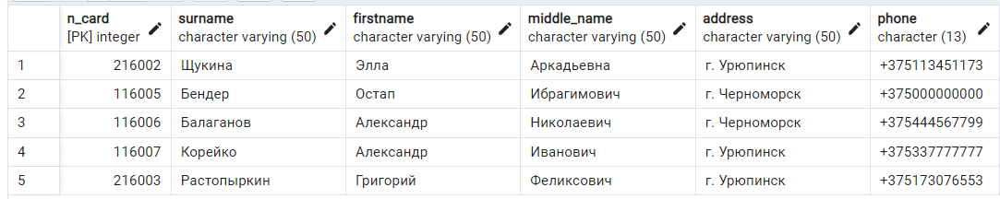 n_card surname firstname middle_name address phone
[PK] integer character varying (50) character varying (50) character varying (50) character varying (50) character (13)
1 216002 Щукина Элла Аркадьевна г. Урюпинск +375113451173
2 116005 Бендер Остап Ибрагимович г. Черноморск +375000000000
3 116006 Балаганов Александр Николаевич г. Черноморск +375444567799
4 116007 Корейко Александр Иванович г. Урюпинск +375337777777
5 216003 Растопыркин Григорий Феликсович г. Урюпинск +375173076553